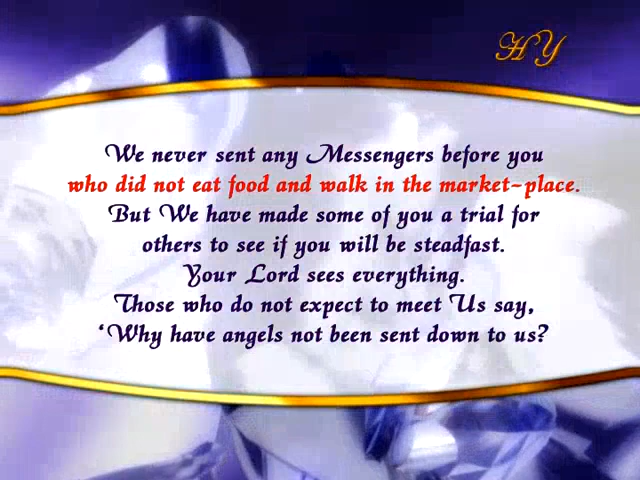 HY
We never sent any Messengers before you
who did not eat food and walk in the market-place.
But We have made some of you a trial for
others to see if you will be steadfast.
Your Lord sees everything.
Those who do not expect to meet Us say,
‘Why have angels not been sent down to us?